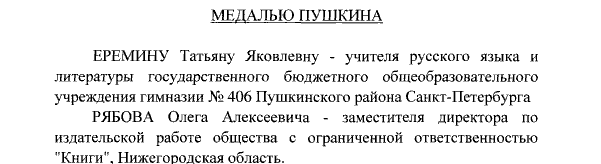 МЕДАЛЬЮ ПУШКИНА
ЕРЕМИНУ Татьяну Яковлевну - учителя русского языка и
литературы государственного бюджетного общеобразовательного
учреждения гимназии № 406 Пушкинского района Санкт-Петербурга
РЯБОВА Олега Алексеевича - заместителя директора по
издательской работе общества с ограниченной ответственностью
"Книги", Нижегородская область.